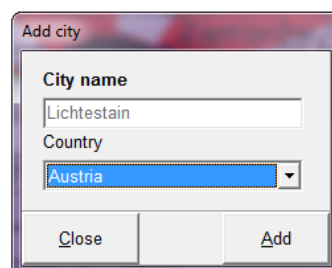 Add city
City name
Lichtestain
Country
Austria
Close Add